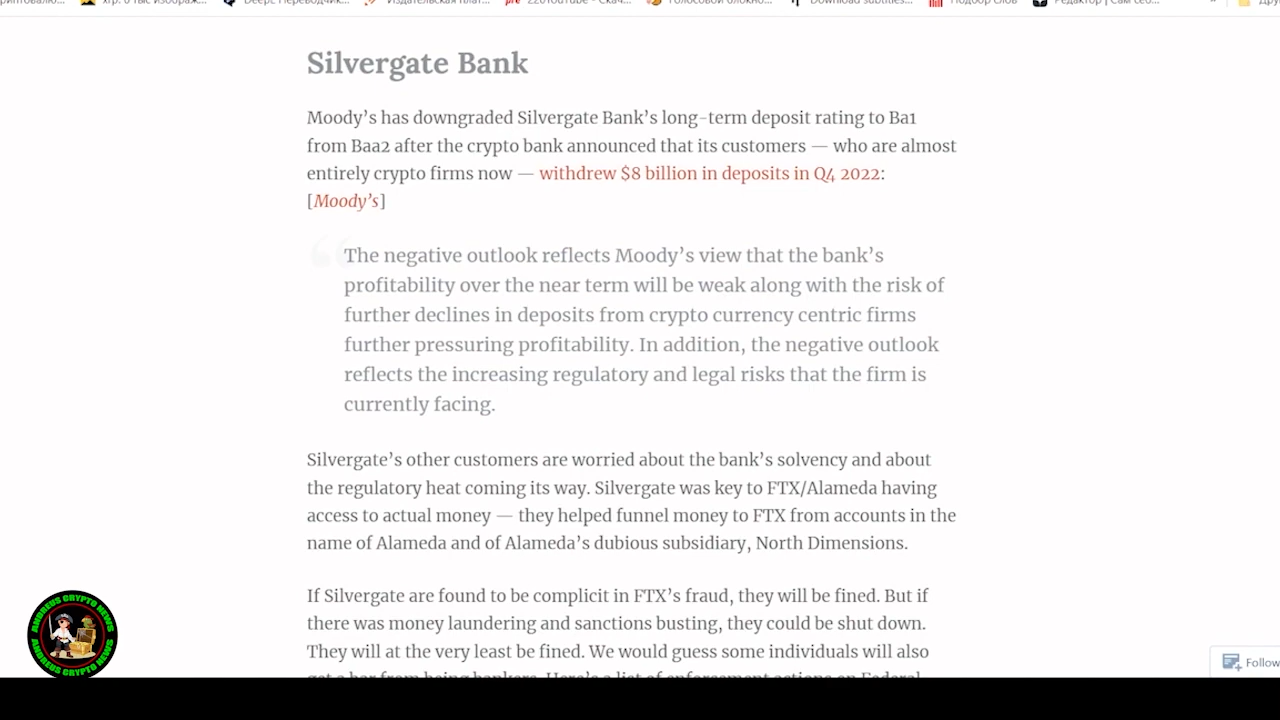 Silvergate Bank
Moody’s has downgraded Silvergate Bank’s long-term deposit rating to Ba1
from Baa2 after the crypto bank announced that its customers — who are almost
entirely crypto firms now — withdrew $8 billion in deposits in Q4 2022:
[Moody’s]
“
The negative outlook reflects Moody’s view that the bank’s
profitability over the near term will be weak along with the risk of
further declines in deposits from crypto currency centric firms
further pressuring profitability. In addition, the negative outlook
reflects the increasing regulatory and legal risks that the firm is
currently facing.
Silvergate’s other customers are worried about the bank’s solvency and about
the regulatory heat coming its way. Silvergate was key to FTX/Alameda having
access to actual money — they helped funnel money to FTX from accounts in the
name of Alameda and of Alameda’s dubious subsidiary, North Dimensions.
If Silvergate are found to be complicit in FTX’s fraud, they will be fined. But if
there was money laundering and sanctions busting, they could be shut down.
They will at the very least be fined. We would guess some individuals will also
ANDREUS CRYPTO NEWS
ANDREUS CRYPTO NEWS
Follow